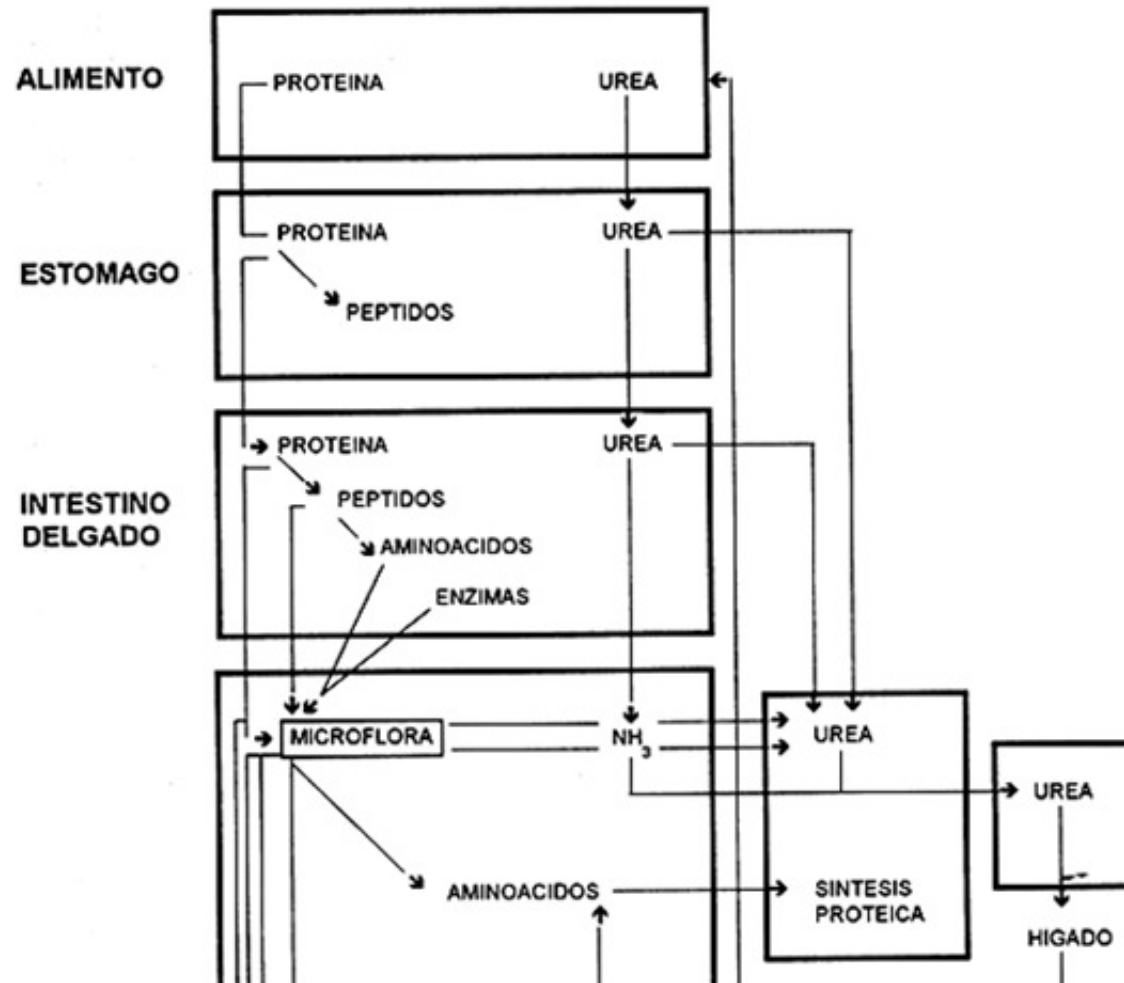 ALIMENTO
PROTEINA
UREA
ESTOMAGO
PROTEINA
UREA
PEPTIDOS
INTESTINO
DELGADO
PROTEINA
UREA
PEPTIDOS
AMINOACIDOS
ENZIMAS
MICROFLORA
NH₃
UREA
UREA
AMINOACIDOS
SINTESIS
PROTEICA
HIGADO